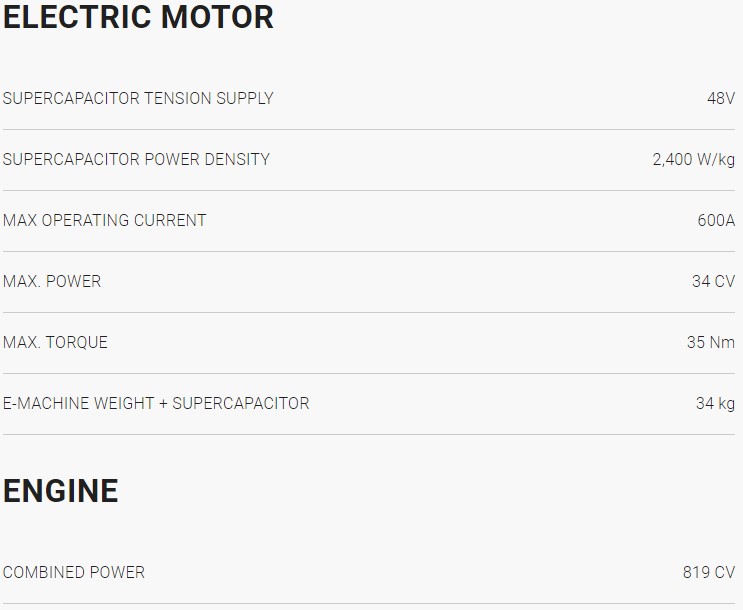 ELECTRIC MOTOR
SUPERCAPACITOR TENSION SUPPLY 48V
SUPERCAPACITOR POWER DENSITY 2,400 W/kg
MAX OPERATING CURRENT 600A
MAX. POWER 34 CV
MAX. TORQUE 35 Nm
E-MACHINE WEIGHT + SUPERCAPACITOR 34 kg
ENGINE
COMBINED POWER 819 CV